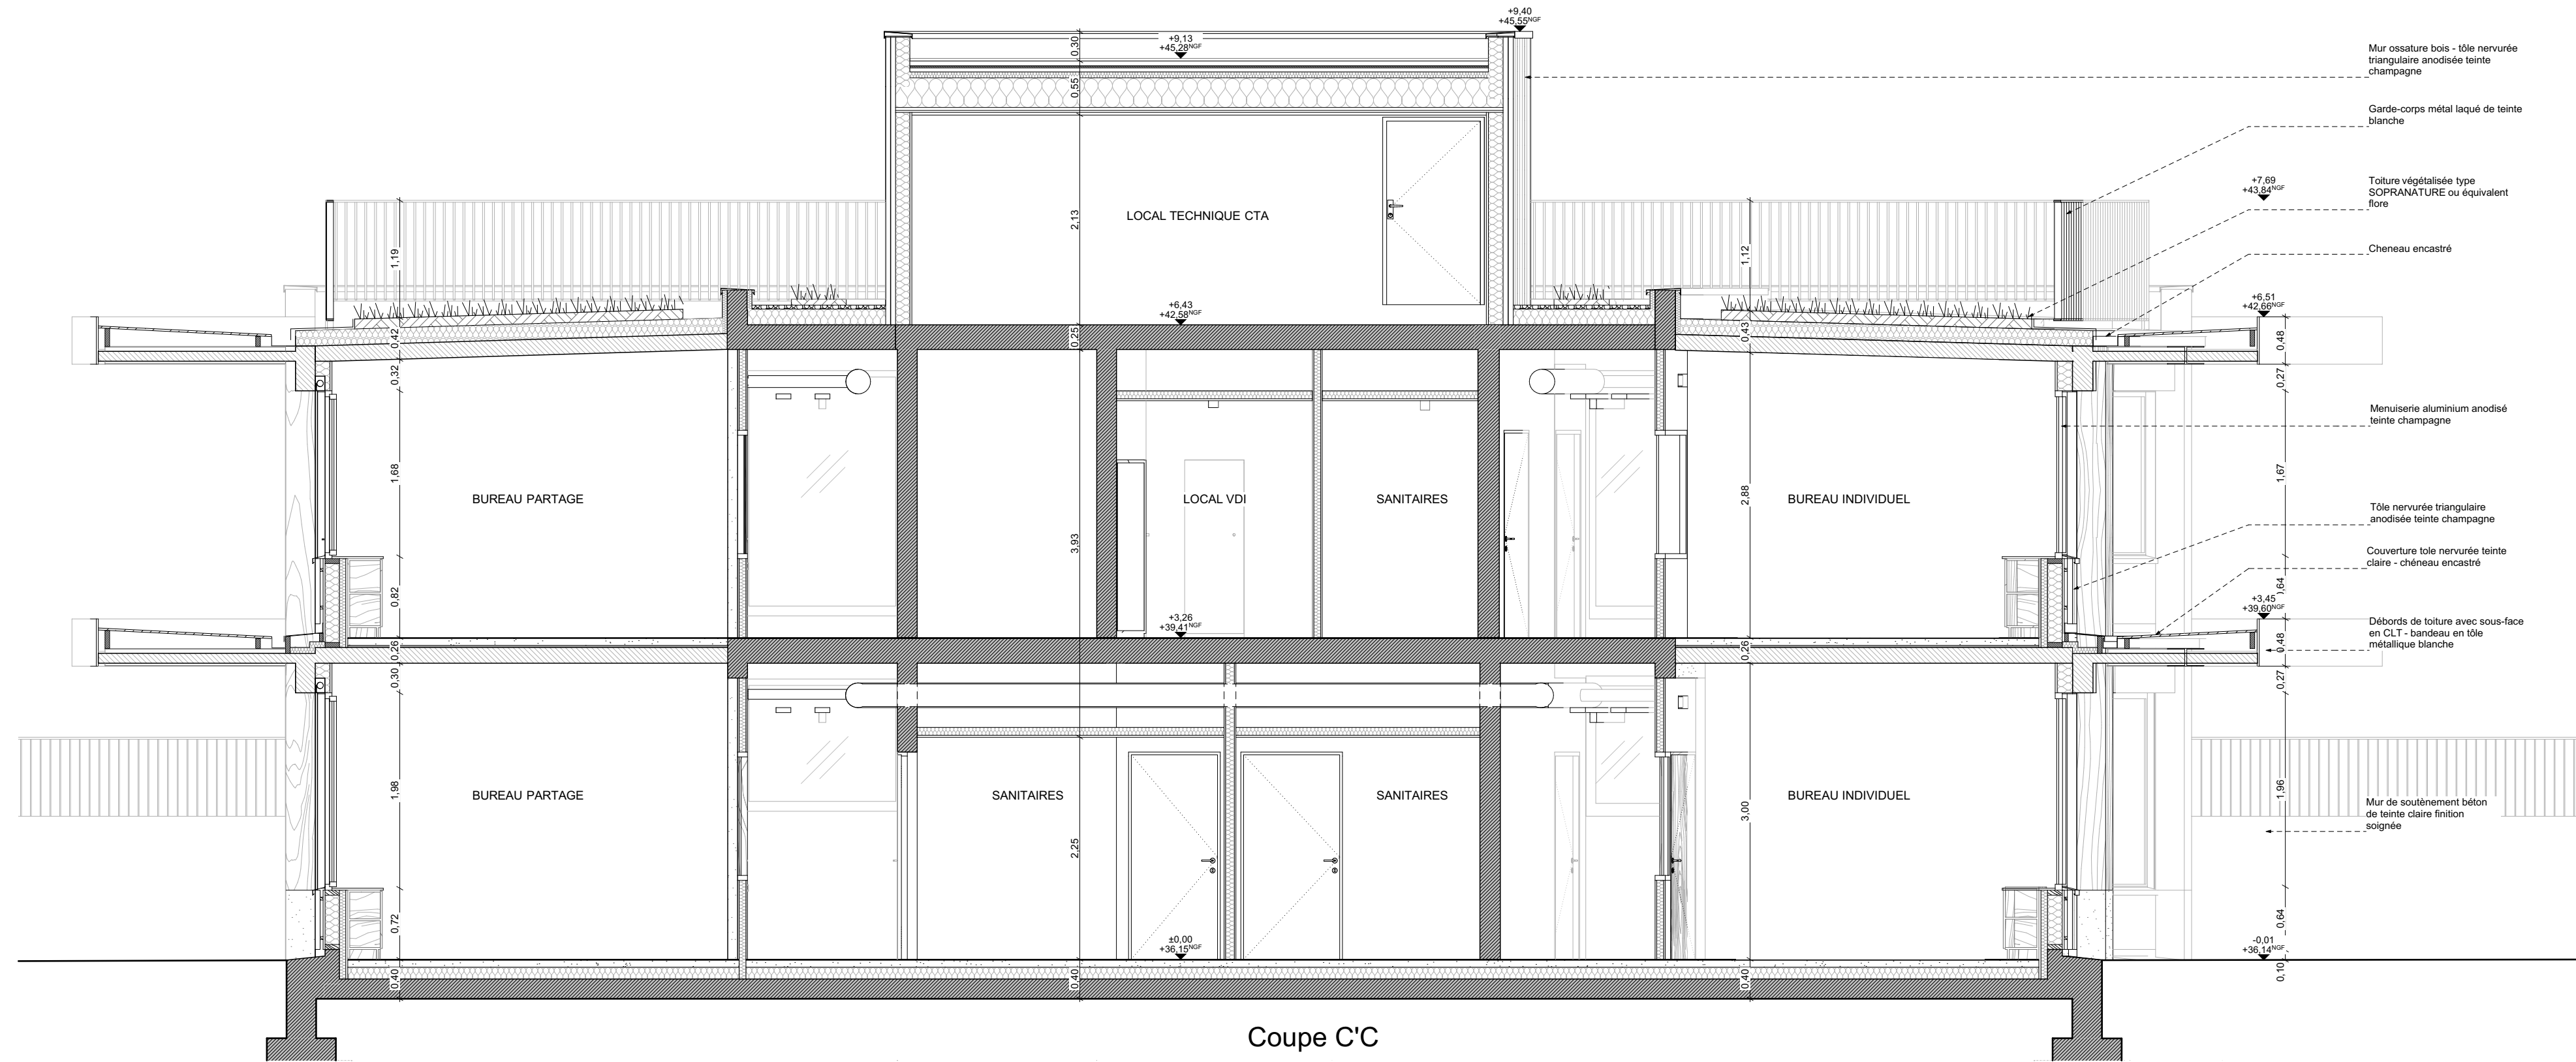 +9,40
+45,55NGF
+9,13
+45,28NGF
0,30
0,55
2,13
LOCAL TECHNIQUE CTA
+6,43
+42,58NGF
0,25
1,19
0,42
0,32
1,68
0,82
0,26
0,30
1,98
0,72
0,40
BUREAU PARTAGE
LOCAL VDI
SANITAIRES
BUREAU INDIVIDUEL
3,93
+3,26
+39,41NGF
BUREAU PARTAGE
SANITAIRES
SANITAIRES
BUREAU INDIVIDUEL
2,25
±0,00
+36,15NGF
0,40
1,12
0,43
2,88
0,26
3,00
0,40
+7,69
+43,84NGF
+6,51
+42,66NGF
0,48
0,27
1,67
0,64
+3,45
+39,60NGF
0,48
0,27
1,96
0,64
-0,01
+36,14NGF
0,10
Mur ossature bois - tôle nervurée
triangulaire anodisée teinte
champagne
Garde-corps métal laqué de teinte
blanche
Toiture végétalisée type
SOPRANATURE ou équivalent
flore
Cheneau encastré
Menuiserie aluminium anodisé
teinte champagne
Tôle nervurée triangulaire
anodisée teinte champagne
Couverture tole nervurée teinte
claire - chéneau encastré
Débords de toiture avec sous-face
en CLT - bandeau en tôle
métallique blanche
Mur de soutènement béton
de teinte claire finition
soignée
Coupe C'C